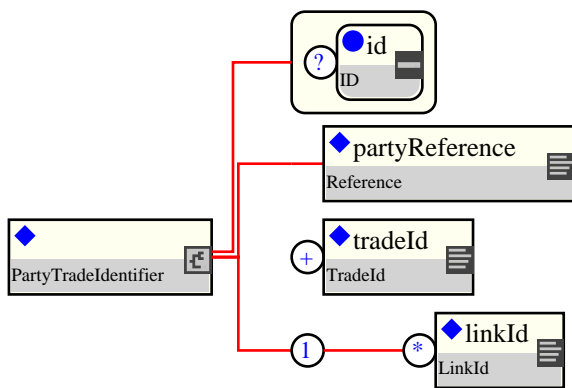 id
?
ID
partyReference
Reference
PartyTradeIdentifier
tradeId
+
TradeId
linkId
1
*
LinkId